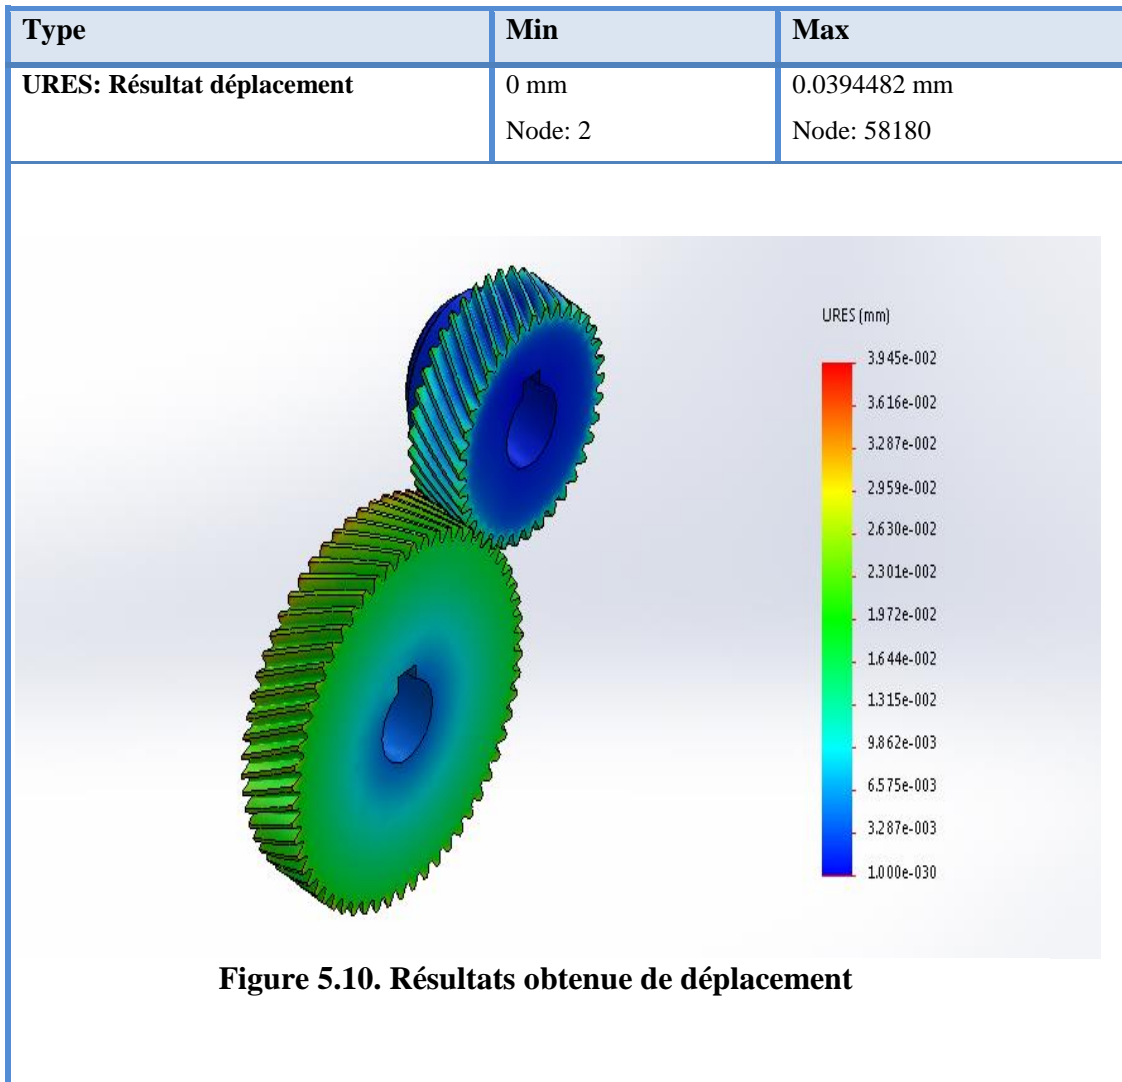 Type Min Max
URES: Résultat déplacement 0 mm 0.0394482 mm
Node: 2 Node: 58180
URES (mm)
3.945e-002
3.616e-002
3.287e-002
2.959e-002
2.630e-002
2.301e-002
1.972e-002
1.644e-002
1.315e-002
9.862e-003
6.575e-003
3.287e-003
1.000e-030
Figure 5.10. Résultats obtenue de déplacement